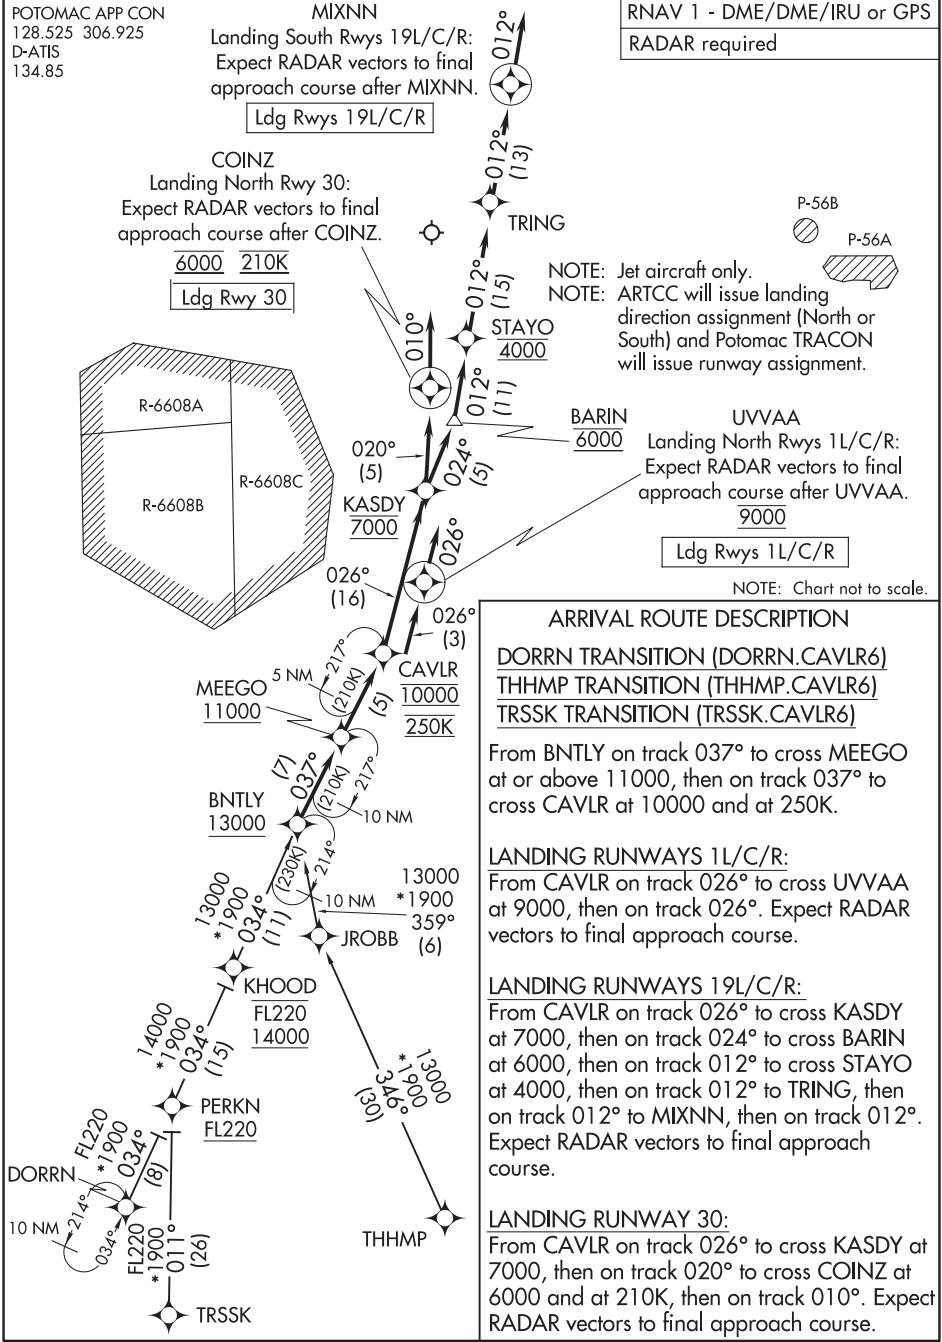 POTOMAC APP CON
128.525 306.925
D-ATIS
134.85
MIXNN
Landing South Rwys 19L/C/R:
Expect RADAR vectors to final
approach course after MIXNN.
Ldg Rwys 19L/C/R
RNAV 1 - DME/DME/IRU or GPS
RADAR required
012°
012°
(13)
TRING
COINZ
Landing North Rwy 30:
Expect RADAR vectors to final
approach course after COINZ.
6000 210K
Ldg Rwy 30
P-56B
P-56A
NOTE: Jet aircraft only.
NOTE: ARTCC will issue landing
direction assignment (North or
South) and Potomac TRACON
will issue runway assignment.
012°
(15)
STAYO
4000
010°
012°
(11)
BARIN
6000
R-6608A
R-6608B
R-6608C
020°
(5)
024°
(5)
KASDY
7000
UVVAA
Landing North Rwys 1L/C/R:
Expect RADAR vectors to final
approach course after UVVAA.
9000
Ldg Rwys 1L/C/R
NOTE: Chart not to scale.
026°
026°
(16)
026°
(3)
217°
5 NM
(210K)
(5)
CAVLR
10000
250K
MEEGO
11000
(7)
037°
(210K)
217°
10 NM
BNTLY
13000
(230K)
214°
10 NM
13000
*1900
359°
(6)
JROBB
13000
*1900
034°
(11)
KHOOD
FL220
14000
14000
*1900
034°
(15)
13000
*1900
346°
(30)
PERKN
FL220
FL220
*1900
034°
(8)
DORRN
214°
10 NM
034°
FL220
*1900
011°
(26)
THHMP
TRSSK
ARRIVAL ROUTE DESCRIPTION
DORRN TRANSITION (DORRN.CAVLR6)
THHMP TRANSITION (THHMP.CAVLR6)
TRSSK TRANSITION (TRSSK.CAVLR6)
From BNTLY on track 037° to cross MEEGO
at or above 11000, then on track 037° to
cross CAVLR at 10000 and at 250K.
LANDING RUNWAYS 1L/C/R:
From CAVLR on track 026° to cross UVVAA
at 9000, then on track 026°. Expect RADAR
vectors to final approach course.
LANDING RUNWAYS 19L/C/R:
From CAVLR on track 026° to cross KASDY
at 7000, then on track 024° to cross BARIN
at 6000, then on track 012° to cross STAYO
at 4000, then on track 012° to TRING, then
on track 012° to MIXNN, then on track 012°.
Expect RADAR vectors to final approach
course.
LANDING RUNWAY 30:
From CAVLR on track 026° to cross KASDY at
7000, then on track 020° to cross COINZ at
6000 and at 210K, then on track 010°. Expect
RADAR vectors to final approach course.